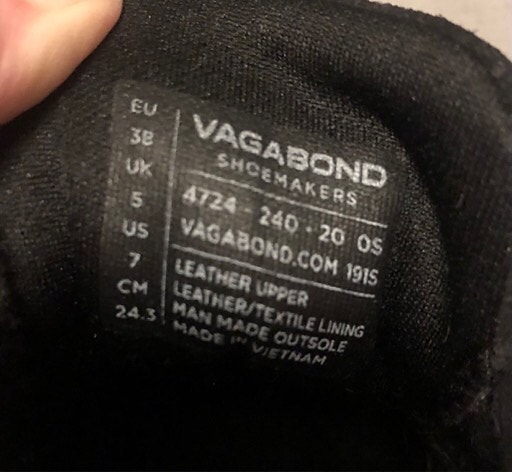 EU
38
UK
5
US
7
CM
24.3
VAGABOND
SHOEMAKERS
4724 - 240 - 20 OS
VAGABOND.COM 191S
LEATHER UPPER
LEATHER/TEXTILE LINING
MAN MADE OUTSOLE
MADE IN VIETNAM